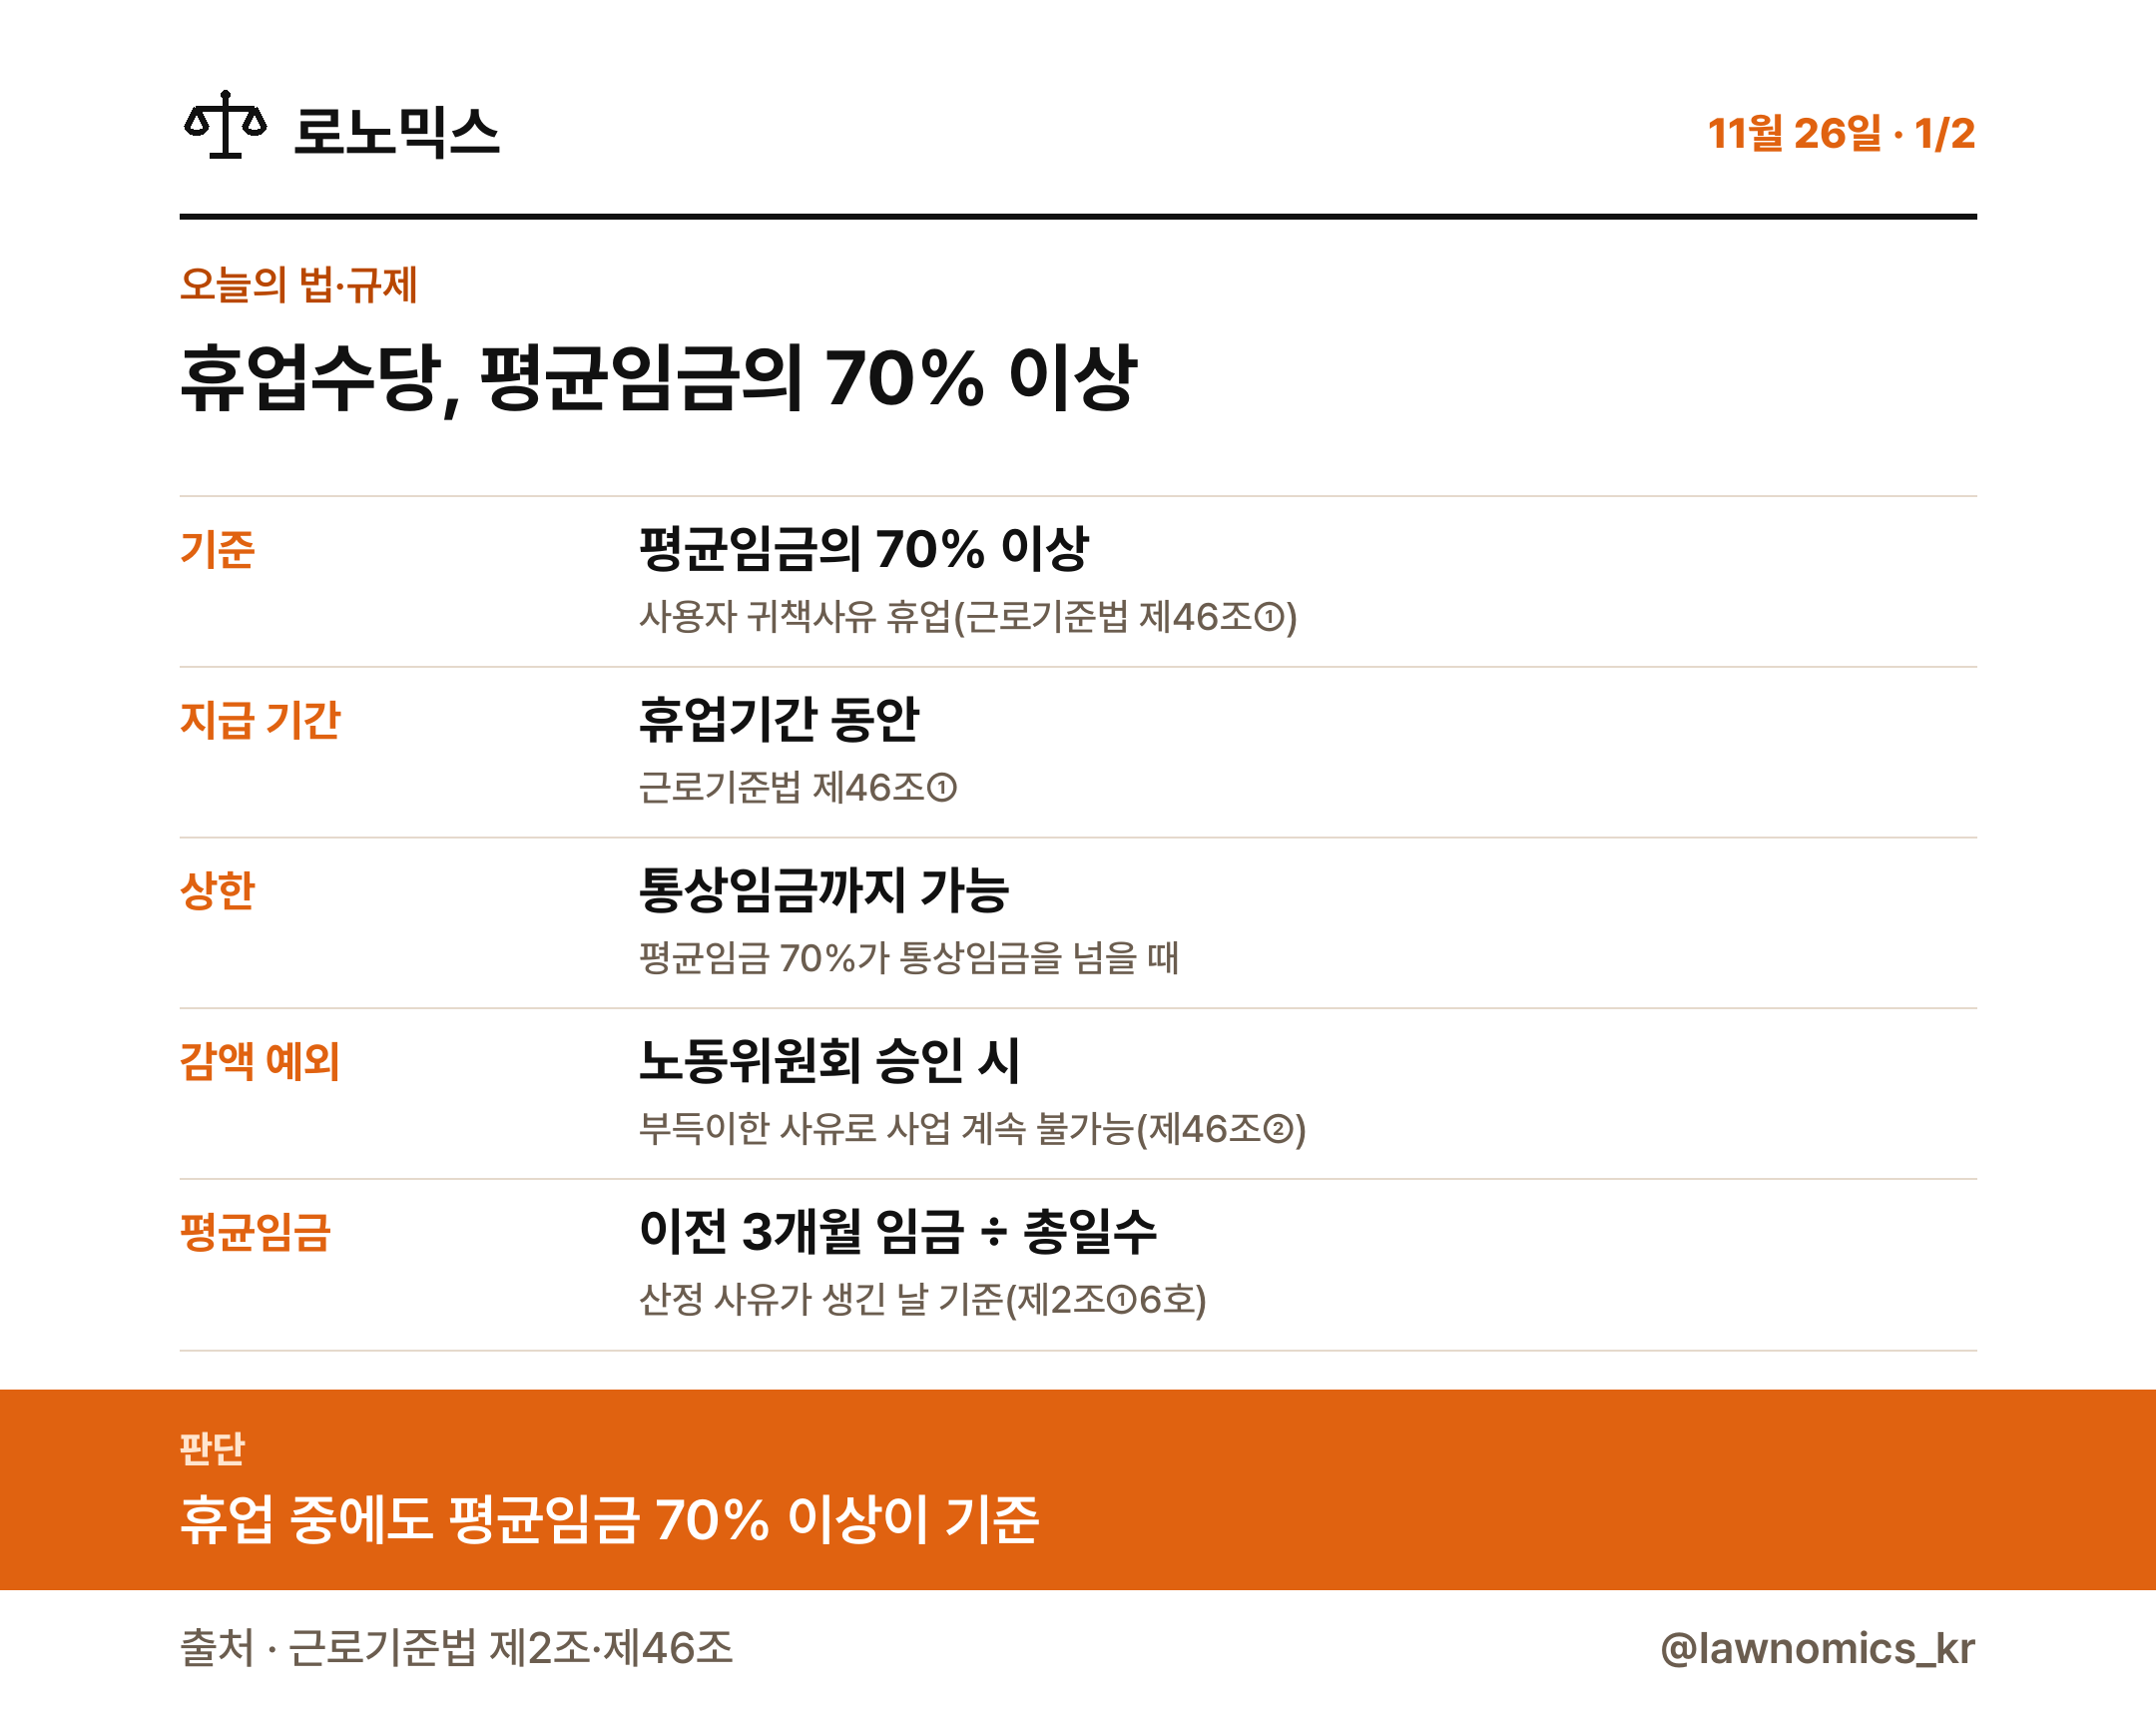 로노믹스
11월 26일 · 1/2
오늘의 법·규제
휴업수당, 평균임금의 70% 이상
기준
평균임금의 70% 이상
사용자 귀책사유 휴업(근로기준법 제46조①)
지급 기간
휴업기간 동안
근로기준법 제46조①
상한
통상임금까지 가능
평균임금 70%가 통상임금을 넘을 때
감액 예외
노동위원회 승인 시
부득이한 사유로 사업 계속 불가능(제46조②)
평균임금
이전 3개월 임금 ÷ 총일수
산정 사유가 생긴 날 기준(제2조①6호)
판단
휴업 중에도 평균임금 70% 이상이 기준
출처 · 근로기준법 제2조·제46조
@lawnomics_kr